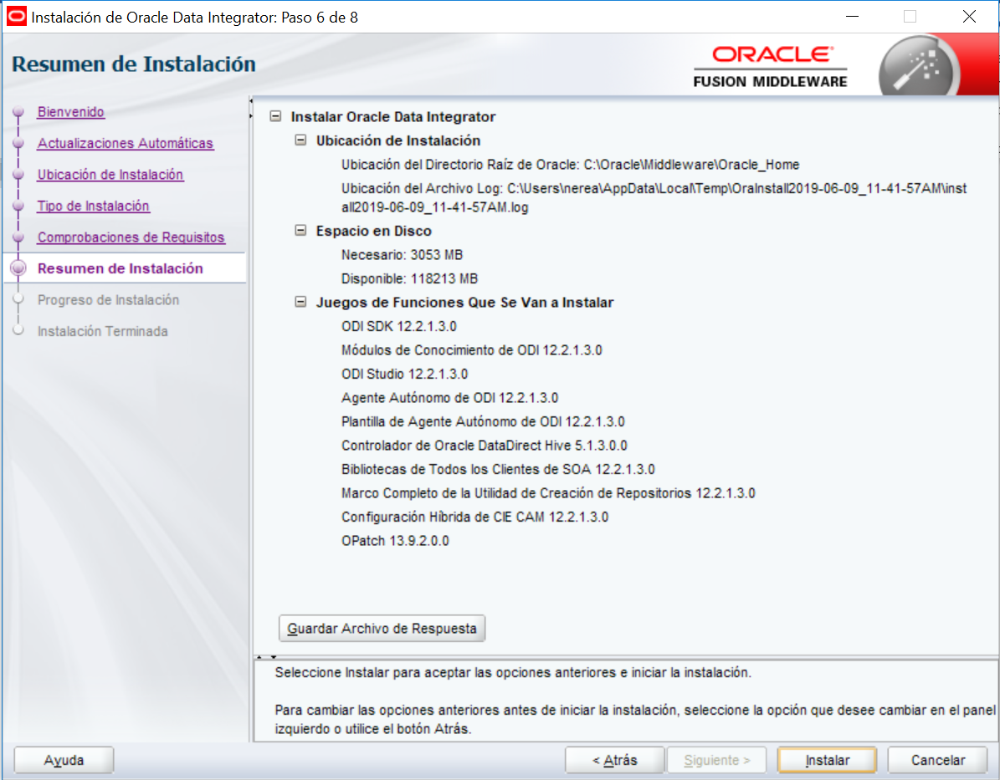 Instalación de Oracle Data Integrator: Paso 6 de 8
Resumen de Instalación
ORACLE
FUSION MIDDLEWARE
Bienvenido
Actualizaciones Automáticas
Ubicación de Instalación
Tipo de Instalación
Comprobaciones de Requisitos
Resumen de Instalación
Progreso de Instalación
Instalación Terminada
Instalar Oracle Data Integrator
Ubicación de Instalación
Ubicación del Directorio Raíz de Oracle: C:\Oracle\Middleware\Oracle_Home
Ubicación del Archivo Log: C:\Users\nerea\AppData\Local\Temp\OraInstall2019-06-09_11-41-57AM\inst
all2019-06-09_11-41-57AM.log
Espacio en Disco
Necesario: 3053 MB
Disponible: 118213 MB
Juegos de Funciones Que Se Van a Instalar
ODI SDK 12.2.1.3.0
Módulos de Conocimiento de ODI 12.2.1.3.0
ODI Studio 12.2.1.3.0
Agente Autónomo de ODI 12.2.1.3.0
Plantilla de Agente Autónomo de ODI 12.2.1.3.0
Controlador de Oracle DataDirect Hive 5.1.3.0.0
Bibliotecas de Todos los Clientes de SOA 12.2.1.3.0
Marco Completo de la Utilidad de Creación de Repositorios 12.2.1.3.0
Configuración Híbrida de CIE CAM 12.2.1.3.0
OPatch 13.9.2.0.0
Guardar Archivo de Respuesta
Seleccione Instalar para aceptar las opciones anteriores e iniciar la instalación.
Para cambiar las opciones anteriores antes de iniciar la instalación, seleccione la opción que desee cambiar en el panel
izquierdo o utilice el botón Atrás.
Ayuda
< Atrás
Siguiente >
Instalar
Cancelar